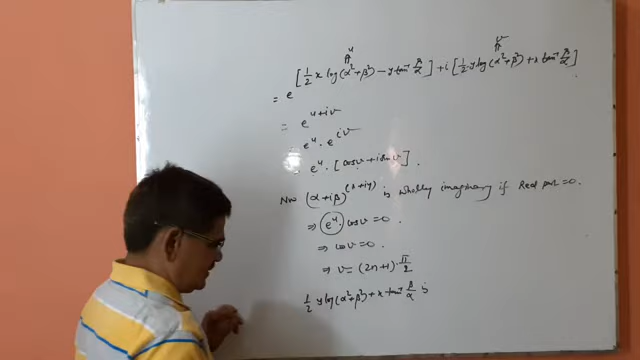 u v
= e^[½ x log(α²+β²) − y tan⁻¹ β/α] + i[½ y log(α²+β²) + x tan⁻¹ β/α]
= e^u+iv
= e^u · e^iv
= e^u · [cos v + i sin v] .
Now (α+iβ)^(x+iy) is wholly imaginary if Real part = 0.
⇒ e^u · cos v = 0 .
⇒ cos v = 0 .
⇒ v = (2n+1) · π/2
½ y log(α²+β²) + x tan⁻¹ β/α is